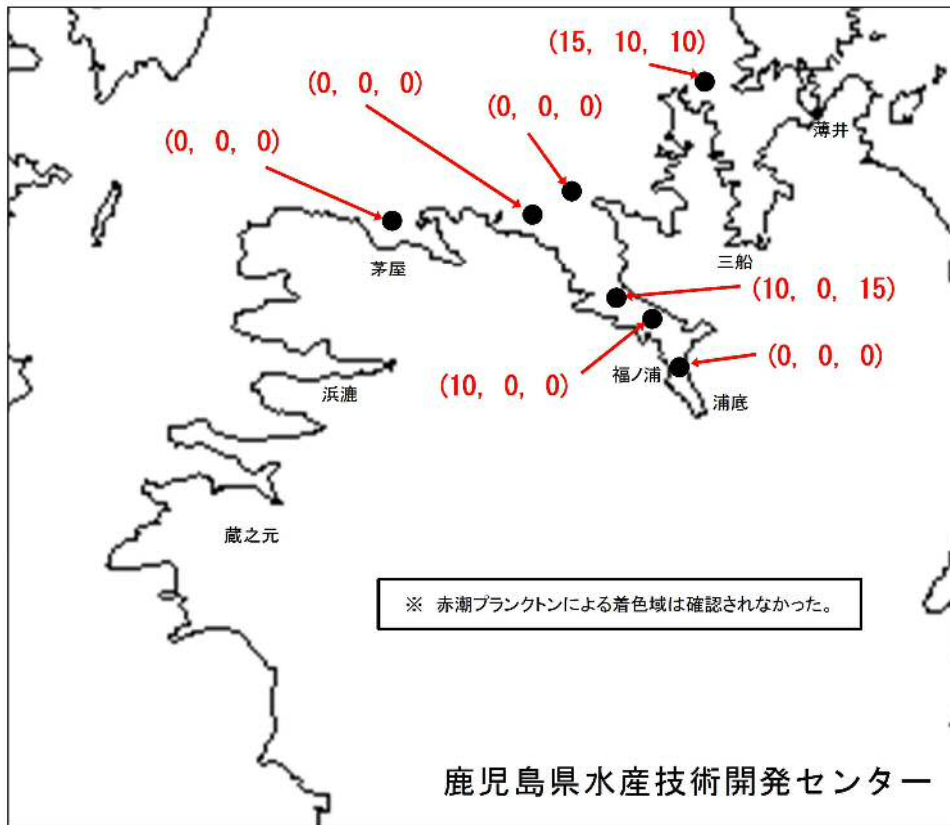 (15, 10, 10)
(0, 0, 0)
(0, 0, 0)
(0, 0, 0)
薄井
茅屋
三船
(10, 0, 15)
(0, 0, 0)
(10, 0, 0)
福ノ浦
浜漉
浦底
蔵之元
※ 赤潮プランクトンによる着色域は確認されなかった。
鹿児島県水産技術開発センター